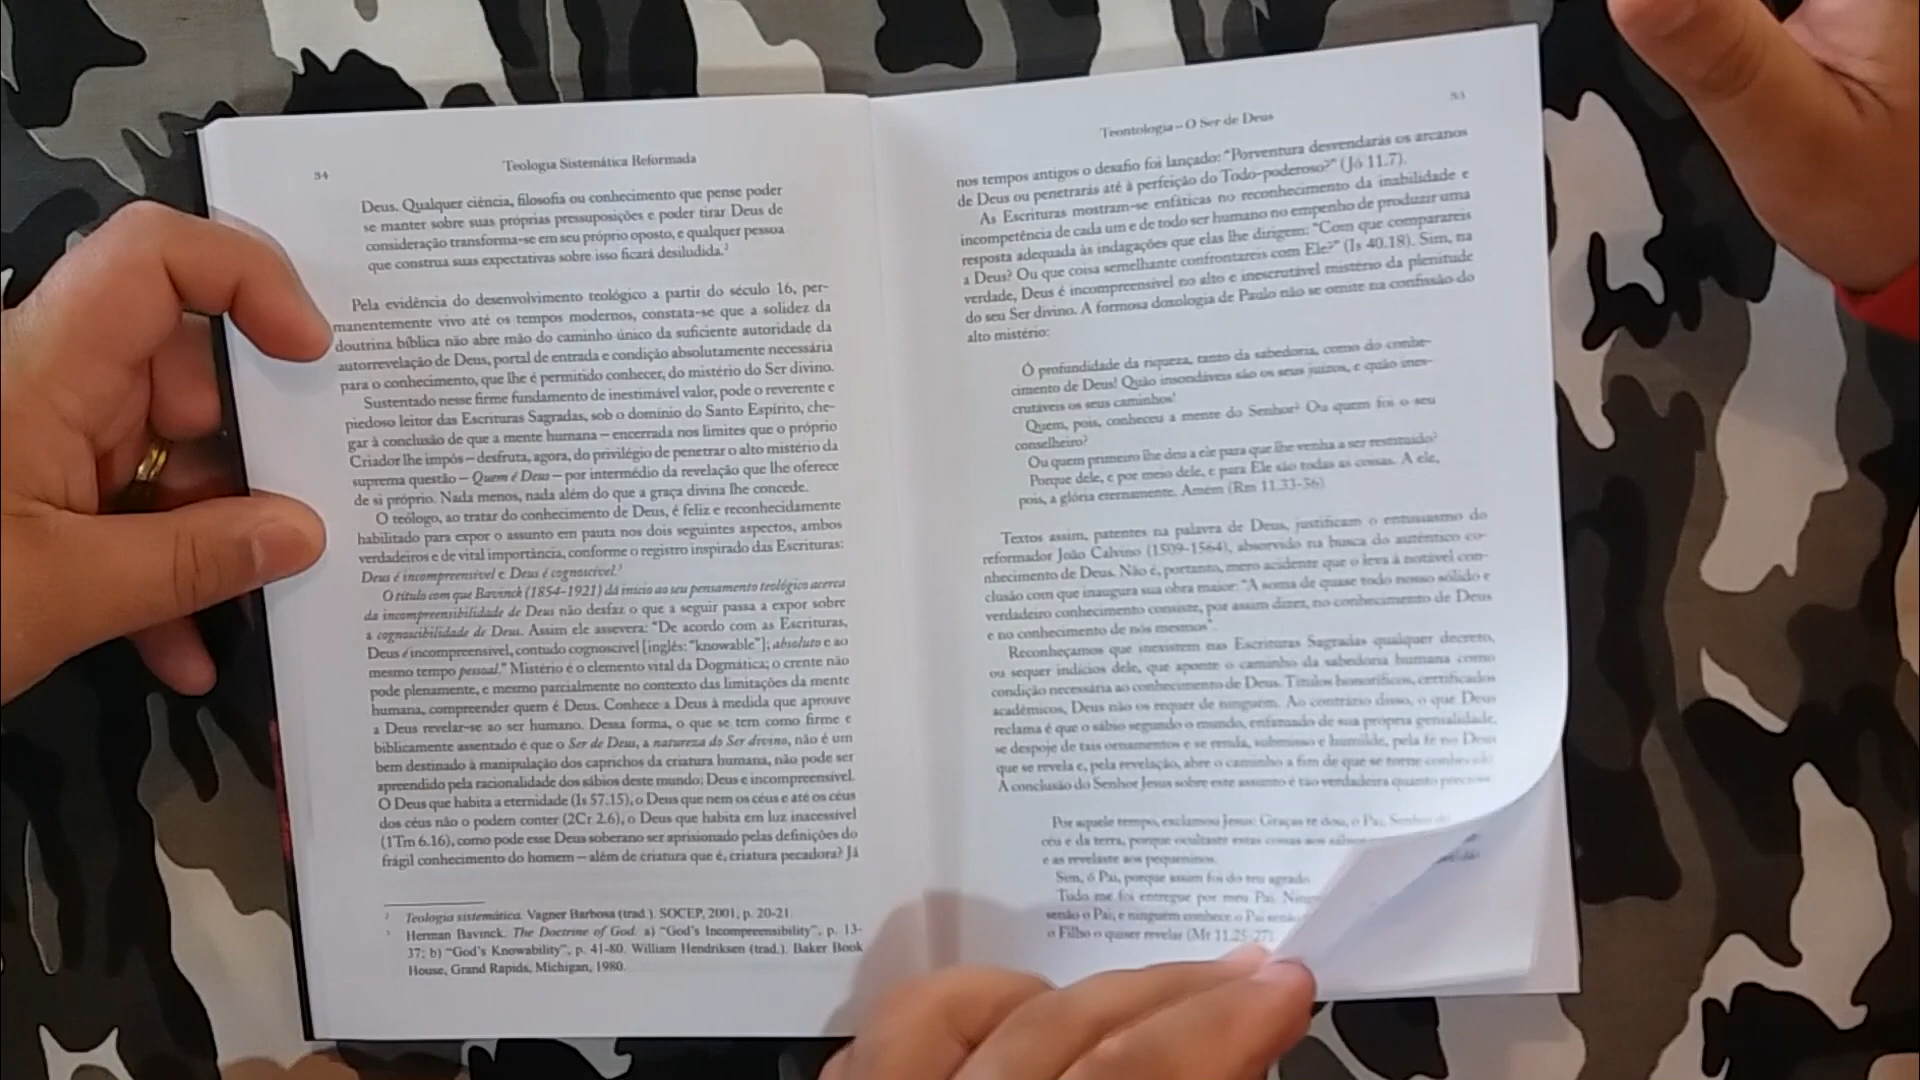 34
Teologia Sistemática Reformada
Deus. Qualquer ciência, filosofia ou conhecimento que pense poder
se manter sobre suas próprias pressuposições e poder tirar Deus de
consideração transforma-se em seu próprio oposto, e qualquer pessoa
que construa suas expectativas sobre isso ficará desiludida.²
Pela evidência do desenvolvimento teológico a partir do século 16, per-
manentemente vivo até os tempos modernos, constata-se que a solidez da
doutrina bíblica não abre mão do caminho único da suficiente autoridade da
autorrevelação de Deus, portal de entrada e condição absolutamente necessária
para o conhecimento, que lhe é permitido conhecer, do mistério do Ser divino.
Sustentado nesse firme fundamento de inestimável valor, pode o reverente e
piedoso leitor das Escrituras Sagradas, sob o domínio do Santo Espírito, che-
gar à conclusão de que a mente humana – encerrada nos limites que o próprio
Criador lhe impôs – desfruta, agora, do privilégio de penetrar o alto mistério da
suprema questão – Quem é Deus – por intermédio da revelação que lhe oferece
de si próprio. Nada menos, nada além do que a graça divina lhe concede.
O teólogo, ao tratar do conhecimento de Deus, é feliz e reconhecidamente
habilitado para expor o assunto em pauta nos dois seguintes aspectos, ambos
verdadeiros e de vital importância, conforme o registro inspirado das Escrituras:
Deus é incompreensível e Deus é cognoscível.³
O título com que Bavinck (1854-1921) dá início ao seu pensamento teológico acerca
da incompreensibilidade de Deus não desfaz o que a seguir passa a expor sobre
a cognoscibilidade de Deus. Assim ele assevera: “De acordo com as Escrituras,
Deus é incompreensível, contudo cognoscível [inglês: “knowable”]; absoluto e ao
mesmo tempo pessoal.” Mistério é o elemento vital da Dogmática; o crente não
pode plenamente, e mesmo parcialmente no contexto das limitações da mente
humana, compreender quem é Deus. Conhece a Deus à medida que aprouve
a Deus revelar-se ao ser humano. Dessa forma, o que se tem como firme e
biblicamente assentado é que o Ser de Deus, a natureza do Ser divino, não é um
bem destinado à manipulação dos caprichos da criatura humana, não pode ser
apreendido pela racionalidade dos sábios deste mundo; Deus é incompreensível.
O Deus que habita a eternidade (Is 57.15), o Deus que nem os céus e até os céus
dos céus não o podem conter (2Cr 2.6), o Deus que habita em luz inacessível
(1Tm 6.16), como pode esse Deus soberano ser aprisionado pelas definições do
frágil conhecimento do homem – além de criatura que é, criatura pecadora? Já
² Teologia sistemática. Vagner Barbosa (trad.). SOCEP, 2001, p. 20-21.
³ Herman Bavinck. The Doctrine of God. a) “God’s Incompreensibility”, p. 13-
37; b) “God’s Knowability”, p. 41-80. William Hendriksen (trad.). Baker Book
House, Grand Rapids, Michigan, 1980.
Teontologia – O Ser de Deus
nos tempos antigos o desafio foi lançado: “Porventura desvendarás os arcanos
de Deus ou penetrarás até à perfeição do Todo-poderoso?” (Jó 11.7).
As Escrituras mostram-se enfáticas no reconhecimento da inabilidade e
incompetência de cada um e de todo ser humano no empenho de produzir uma
resposta adequada às indagações que elas lhe dirigem: “Com que comparareis
a Deus? Ou que coisa semelhante confrontareis com Ele?” (Is 40.18). Sim, na
verdade, Deus é incompreensível no alto e inescrutável mistério da plenitude
do seu Ser divino. A formosa doxologia de Paulo não se omite na confissão do
alto mistério:
Ó profundidade da riqueza, tanto da sabedoria, como do conhe-
cimento de Deus! Quão insondáveis são os seus juízos, e quão ines-
crutáveis os seus caminhos!
Quem, pois, conheceu a mente do Senhor? Ou quem foi o seu
conselheiro?
Ou quem primeiro lhe deu a ele para que lhe venha a ser restituído?
Porque dele, e por meio dele, e para Ele são todas as coisas. A ele,
pois, a glória eternamente. Amém (Rm 11.33-36).
Textos assim, patentes na palavra de Deus, justificam o entusiasmo do
reformador João Calvino (1509-1564), absorvido na busca do autêntico co-
nhecimento de Deus. Não é, portanto, mero acidente que o leva à notável con-
clusão com que inaugura sua obra maior: “A soma de quase todo nosso sólido e
verdadeiro conhecimento consiste, por assim dizer, no conhecimento de Deus
e no conhecimento de nós mesmos”.
Reconheçamos que inexistem nas Escrituras Sagradas qualquer decreto,
ou sequer indícios dele, que aponte o caminho da sabedoria humana como
condição necessária ao conhecimento de Deus. Títulos honoríficos, certificados
acadêmicos, Deus não os requer de ninguém. Ao contrário disso, o que Deus
reclama é que o sábio segundo o mundo, enfatuado de sua própria genialidade,
se despoje de tais ornamentos e se renda, submisso e humilde, pela fé no Deus
que se revela e, pela revelação, abre o caminho a fim de que se torne conhecido.
A conclusão do Senhor Jesus sobre este assunto é tão verdadeira quanto preciosa
Por aquele tempo, exclamou Jesus: Graças te dou, ó Pai, Senhor do
céu e da terra, porque ocultaste estas coisas aos sábios
e as revelaste aos pequeninos.
Sim, ó Pai, porque assim foi do teu agrado
Tudo me foi entregue por meu Pai. Ning
senão o Pai; e ninguém conhece o Pai senão
o Filho o quiser revelar (Mt 11.25-27).